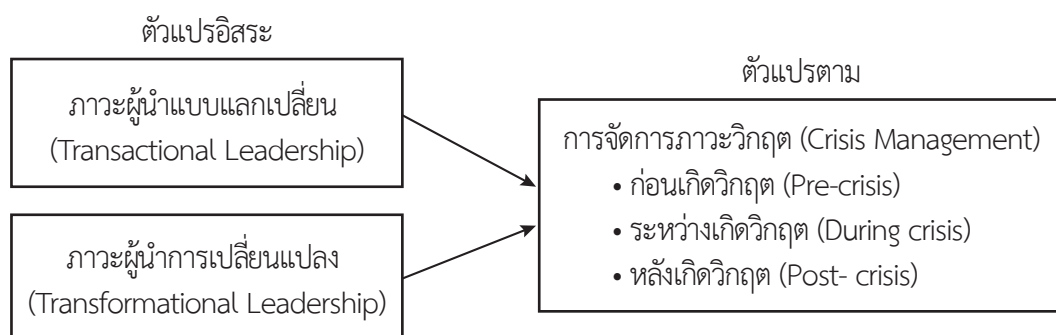 ตัวแปรอิสระ
ภาวะผู้นำแบบแลกเปลี่ยน
(Transactional Leadership)
ภาวะผู้นำการเปลี่ยนแปลง
(Transformational Leadership)
ตัวแปรตาม
การจัดการภาวะวิกฤต (Crisis Management)
• ก่อนเกิดวิกฤต (Pre-crisis)
• ระหว่างเกิดวิกฤต (During crisis)
• หลังเกิดวิกฤต (Post- crisis)